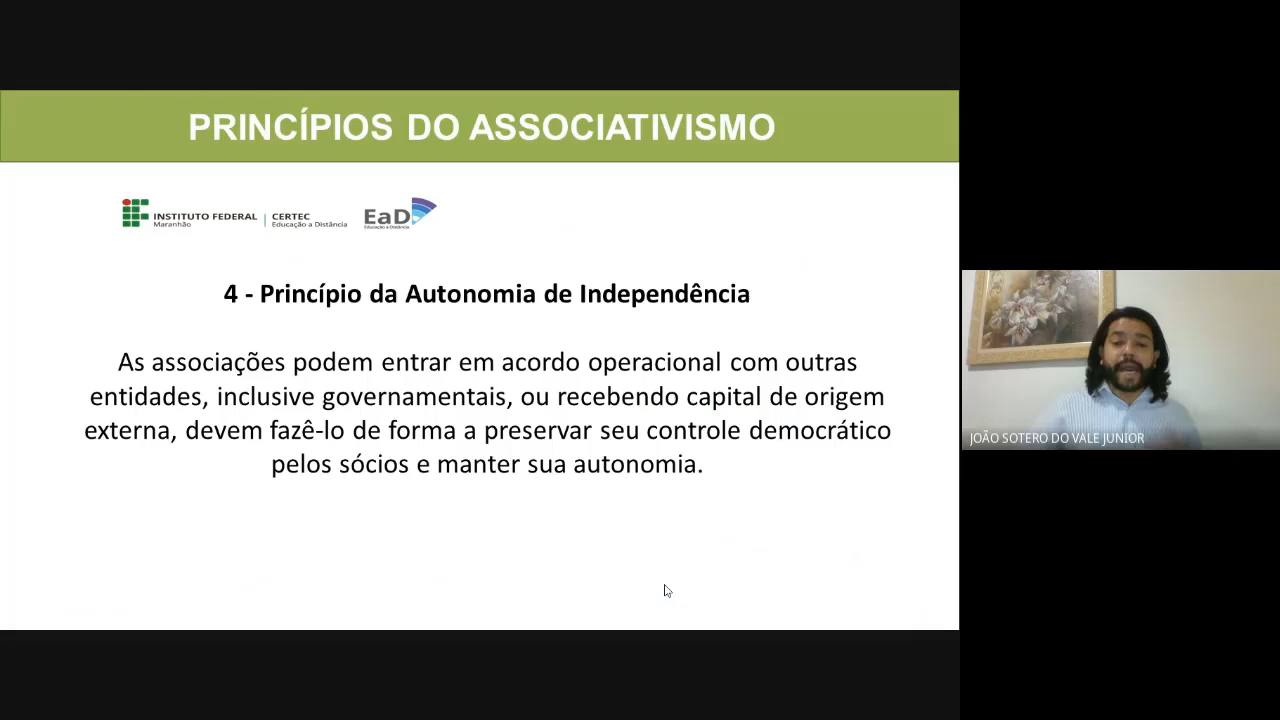 PRINCÍPIOS DO ASSOCIATIVISMO
INSTITUTO FEDERAL
Maranhão
CERTEC
Educação a Distância
EaD
Educação a Distância
4 - Princípio da Autonomia de Independência
As associações podem entrar em acordo operacional com outras
entidades, inclusive governamentais, ou recebendo capital de origem
externa, devem fazê-lo de forma a preservar seu controle democrático
pelos sócios e manter sua autonomia.
JOÃO SOTERO DO VALE JUNIOR